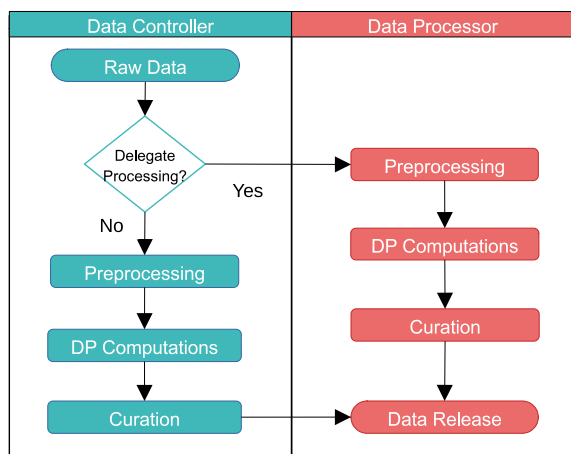 Data Controller
Data Processor
Raw Data
Delegate
Processing?
Yes
No
Preprocessing
DP Computations
Curation
Preprocessing
DP Computations
Curation
Data Release